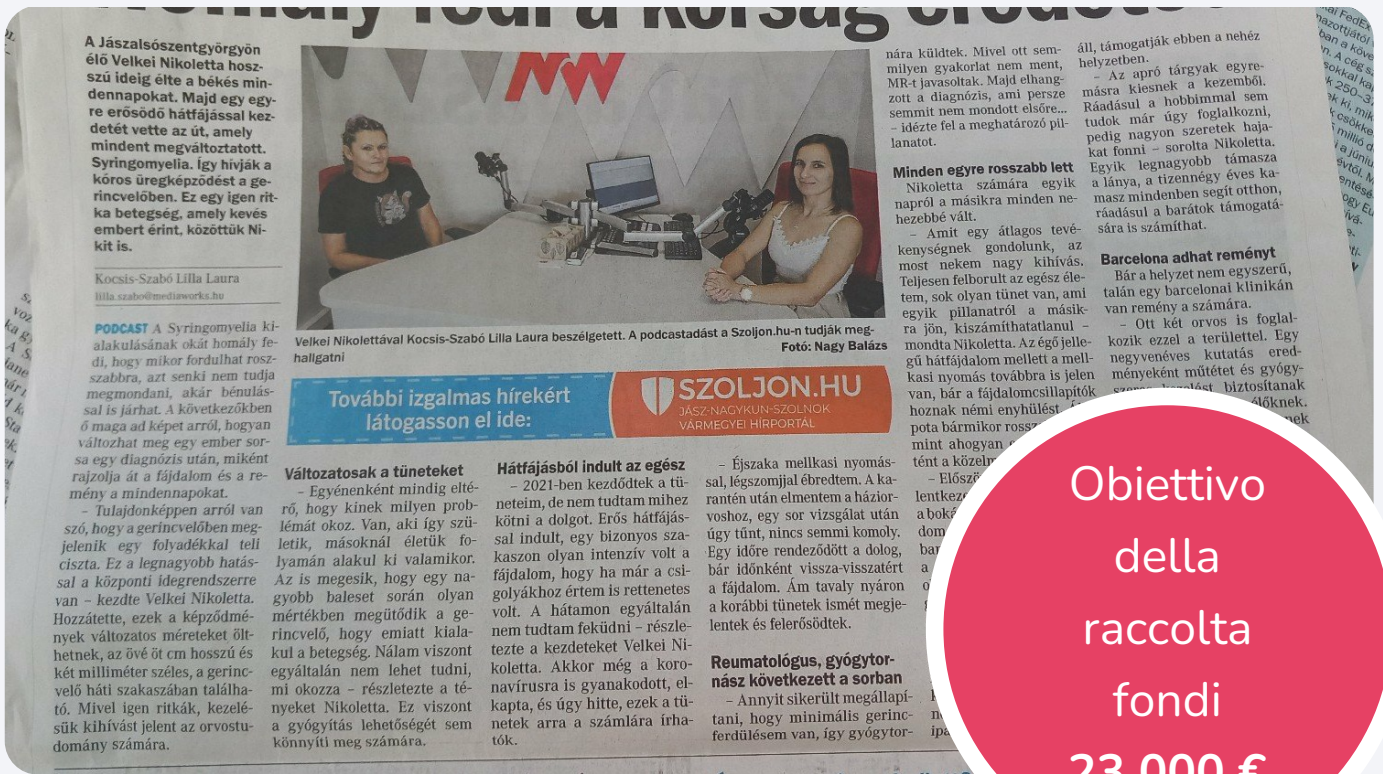 A Jászalsószentgyörgyön
élő Velkei Nikoletta hosz-
szú ideig élte a békés min-
dennapokat. Majd egy egy-
re erősödő hátfájással kez-
detét vette az út, amely
mindent megváltoztatott.
Syringomyelia. Így hívják a
kóros üregképződést a ge-
rincvelőben. Ez egy igen rit-
ka betegség, amely kevés
embert érint, közöttük Ni-
kit is.
Kocsis-Szabó Lilla Laura
lilla.szabo@mediaworks.hu
PODCAST A Syringomyelia ki-
alakulásának okát homály fe-
di, hogy mikor fordulhat rosz-
szabbra, azt senki nem tudja
megmondani, akár bénulás-
sal is járhat. A következőkben
ő maga ad képet arról, hogyan
változhat meg egy ember sor-
sa egy diagnózis után, miként
rajzolja át a fájdalom és a re-
mény a mindennapokat.
– Tulajdonképpen arról van
szó, hogy a gerincvelőben meg-
jelenik egy folyadékkal teli
ciszta. Ez a legnagyobb hatás-
sal a központi idegrendszerre
van – kezdte Velkei Nikoletta.
Hozzátette, ezek a képződmé-
nyek változatos méreteket ölt-
hetnek, az övé öt cm hosszú és
két milliméter széles, a gerinc-
velő háti szakaszában találha-
tó. Mivel igen ritkák, kezelé-
sük kihívást jelent az orvostu-
domány számára.
NW
Velkei Nikolettával Kocsis-Szabó Lilla Laura beszélgetett. A podcastadást a Szoljon.hu-n tudják meg-
hallgatni
Fotó: Nagy Balázs
További izgalmas hírekért
látogasson el ide:
SZOLJON.HU
JÁSZ-NAGYKUN-SZOLNOK
VÁRMEGYEI HÍRPORTÁL
Változatosak a tüneteket
– Egyénenként mindig elté-
rő, hogy kinek milyen prob-
lémát okoz. Van, aki így szü-
letik, másoknál életük fo-
lyamán alakul ki valamikor.
Az is megesik, hogy egy na-
gyobb baleset során olyan
mértékben megütődik a ge-
rincvelő, hogy emiatt kiala-
kul a betegség. Nálam viszont
egyáltalán nem lehet tudni,
mi okozza – részletezte a té-
nyeket Nikoletta. Ez viszont
a gyógyítás lehetőségét sem
könnyíti meg számára.
Hátfájásból indult az egész
– 2021-ben kezdődtek a tü-
neteim, de nem tudtam mihez
kötni a dolgot. Erős hátfájás-
sal indult, egy bizonyos sza-
kaszon olyan intenzív volt a
fájdalom, hogy ha már a csi-
golyákhoz értem is rettenetes
volt. A hátamon egyáltalán
nem tudtam feküdni – részle-
tezte a kezdeteket Velkei Ni-
koletta. Akkor még a koro-
navírusra is gyanakodott, el-
kapta, és úgy hitte, ezek a tü-
netek arra a számlára írha-
tók.
– Éjszaka mellkasi nyomás-
sal, légszomjal ébredtem. A ka-
rantén után elmentem a házior-
voshoz, egy sor vizsgálat után
úgy tűnt, nincs semmi komoly.
Egy időre rendeződött a dolog,
bár időnként vissza-visszatért
a fájdalom. Ám tavaly nyáron
a korábbi tünetek ismét megje-
lentek és felerősödtek.
Reumatológus, gyógytor-
nász következett a sorban
– Annyit sikerült megállapí-
tani, hogy minimális gerinc-
ferdülésem van, így gyógytor-
nára küldtek. Mivel ott sem-
milyen gyakorlat nem ment,
MR-t javasoltak. Majd elhang-
zott a diagnózis, ami persze
semmit nem mondott elsőre...
– idézte fel a meghatározó pil-
lanatot.
Minden egyre rosszabb lett
Nikoletta számára egyik
napról a másikra minden ne-
hezebbé vált.
– Amit egy átlagos tevé-
kenységnek gondolunk, az
most nekem nagy kihívás.
Teljesen felborult az egész éle-
tem, sok olyan tünet van, ami
egyik pillanatról a másik-
ra jön, kiszámíthatatlanul –
mondta Nikoletta. Az égő jelle-
gű hátfájdalom mellett a mell-
kasi nyomás továbbra is jelen
van, bár a fájdalomcsillapítók
hoznak némi enyhülést,
pota bármikor
mint ahogyan
tént a
– Először
a
áll, támogatják ebben a nehéz
helyzetben.
– Az apró tárgyak egyre-
másra kiesnek a kezemből.
Ráadásul a hobbimmal sem
tudok már úgy foglalkozni,
pedig nagyon szeretek haja-
kat fonni – sorolta Nikoletta.
Egyik legnagyobb támasza
a lánya, a tizennégy éves ka-
masz mindenben segít otthon,
ráadásul a barátok támogatá-
sára is számíthat.
Barcelona adhat reményt
Bár a helyzet nem egyszerű,
talán egy barcelonai klinikán
van remény a számára.
– Ott két orvos is foglal-
kozik ezzel a területtel. Egy
negyvenéves kutatás ered-
ményeként műtétet és gyógy-
biztosítanak
élőknek.
Obiettivo
della
raccolta
fondi
23.000 €